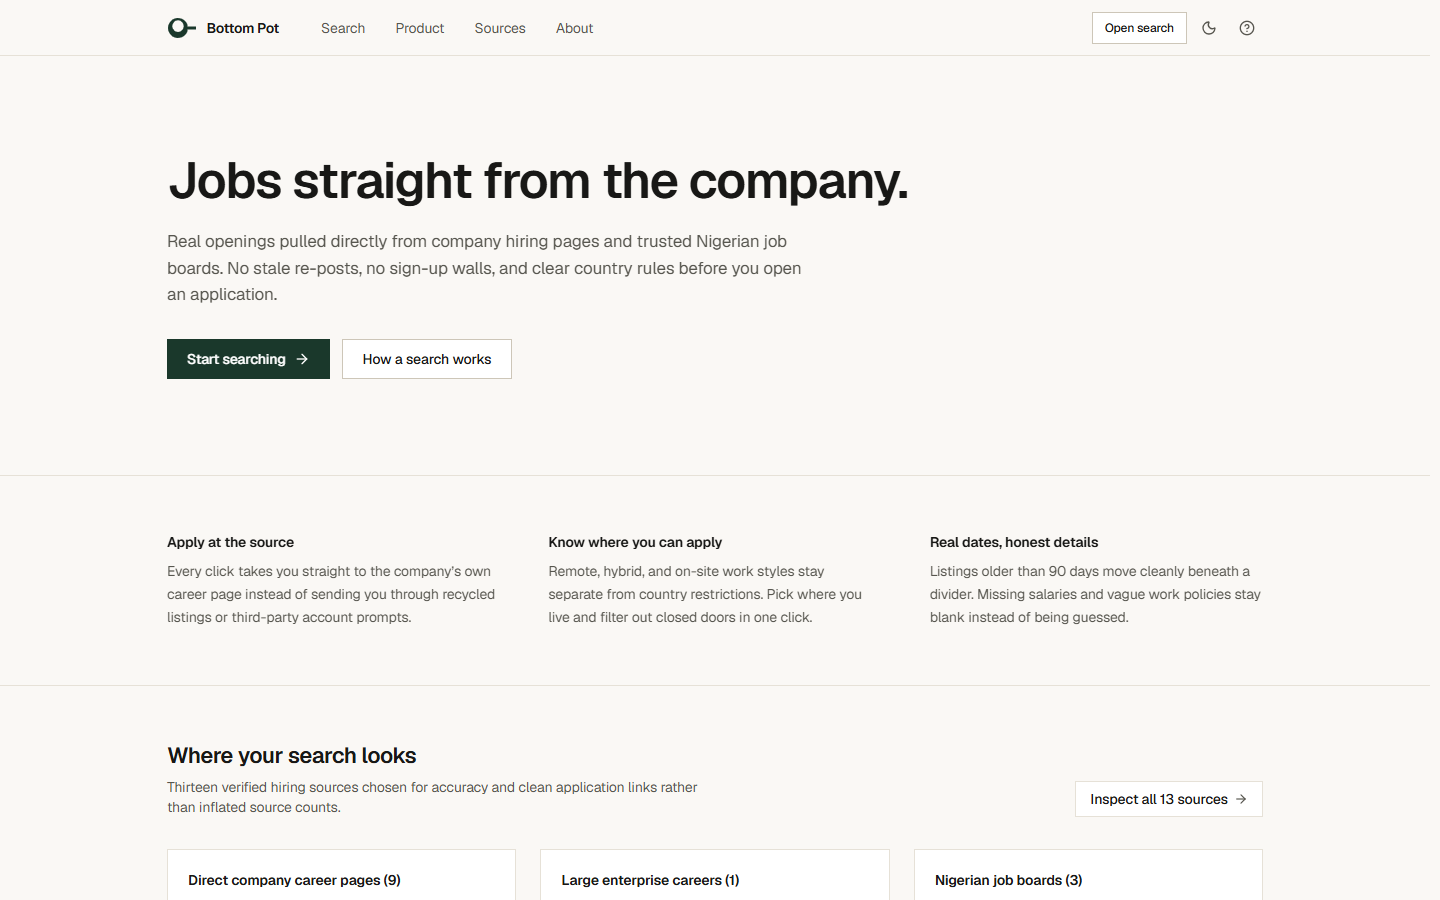 Bottom Pot
Search
Product
Sources
About
Open search
Jobs straight from the company.
Real openings pulled directly from company hiring pages and trusted Nigerian job
boards. No stale re-posts, no sign-up walls, and clear country rules before you open
an application.
Start searching →
How a search works
Apply at the source
Every click takes you straight to the company's own
career page instead of sending you through recycled
listings or third-party account prompts.
Know where you can apply
Remote, hybrid, and on-site work styles stay
separate from country restrictions. Pick where you
live and filter out closed doors in one click.
Real dates, honest details
Listings older than 90 days move cleanly beneath a
divider. Missing salaries and vague work policies stay
blank instead of being guessed.
Where your search looks
Thirteen verified hiring sources chosen for accuracy and clean application links rather
than inflated source counts.
Inspect all 13 sources →
Direct company career pages (9)
Large enterprise careers (1)
Nigerian job boards (3)